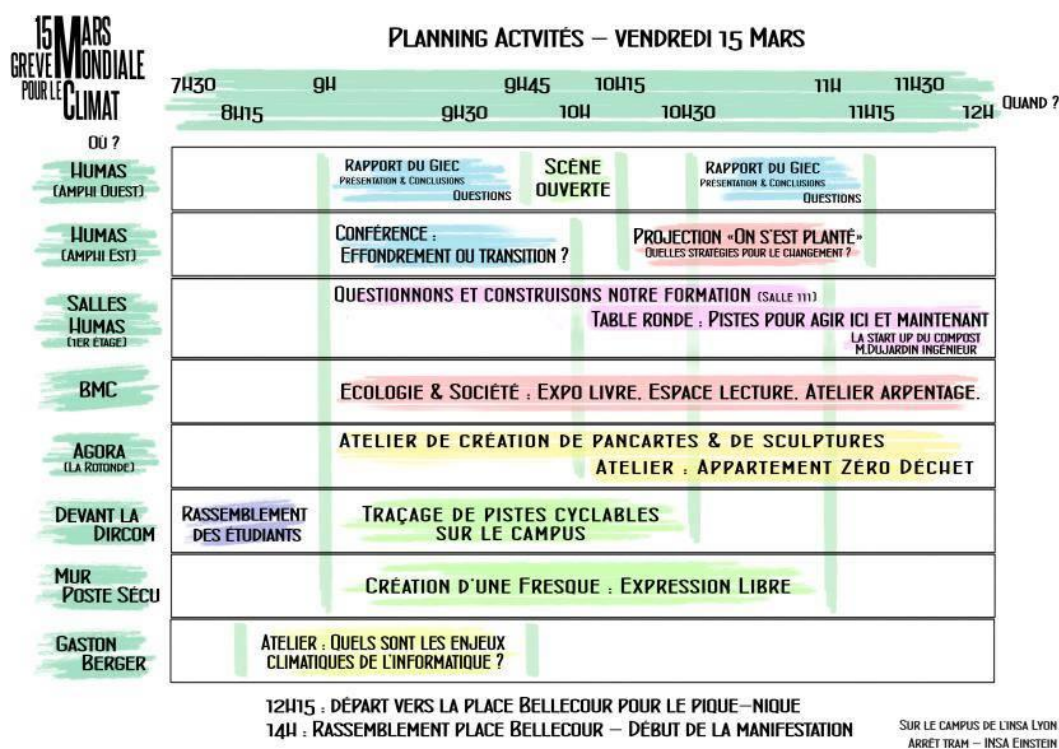 15 MARS
GREVE MONDIALE
POUR LE CLIMAT
PLANNING ACTVITÉS – VENDREDI 15 MARS
7H30 9H 9H45 10H15 11H 11H30
8H15 9H30 10H 10H30 11H15 12H
QUAND ?
OÙ ?
HUMAS
(AMPHI OUEST)
RAPPORT DU GIEC
PRÉSENTATION & CONCLUSIONS
QUESTIONS
SCÈNE
OUVERTE
RAPPORT DU GIEC
PRÉSENTATION & CONCLUSIONS
QUESTIONS
HUMAS
(AMPHI EST)
CONFÉRENCE :
EFFONDREMENT OU TRANSITION ?
PROJECTION «ON S'EST PLANTÉ»
QUELLES STRATÉGIES POUR LE CHANGEMENT ?
SALLES
HUMAS
(1ER ÉTAGE)
QUESTIONNONS ET CONSTRUISONS NOTRE FORMATION (SALLE 111)
TABLE RONDE : PISTES POUR AGIR ICI ET MAINTENANT
LA START UP DU COMPOST
M.DUJARDIN INGÉNIEUR
BMC
ECOLOGIE & SOCIÉTÉ : EXPO LIVRE, ESPACE LECTURE, ATELIER ARPENTAGE.
AGORA
(LA ROTONDE)
ATELIER DE CRÉATION DE PANCARTES & DE SCULPTURES
ATELIER : APPARTEMENT ZÉRO DÉCHET
DEVANT LA
DIRCOM
RASSEMBLEMENT
DES ÉTUDIANTS
TRAÇAGE DE PISTES CYCLABLES
SUR LE CAMPUS
MUR
POSTE SÉCU
CRÉATION D'UNE FRESQUE : EXPRESSION LIBRE
GASTON
BERGER
ATELIER : QUELS SONT LES ENJEUX
CLIMATIQUES DE L'INFORMATIQUE ?
12H15 : DÉPART VERS LA PLACE BELLECOUR POUR LE PIQUE–NIQUE
14H : RASSEMBLEMENT PLACE BELLECOUR – DÉBUT DE LA MANIFESTATION
SUR LE CAMPUS DE L'INSA LYON
ARRÊT TRAM – INSA EINSTEIN